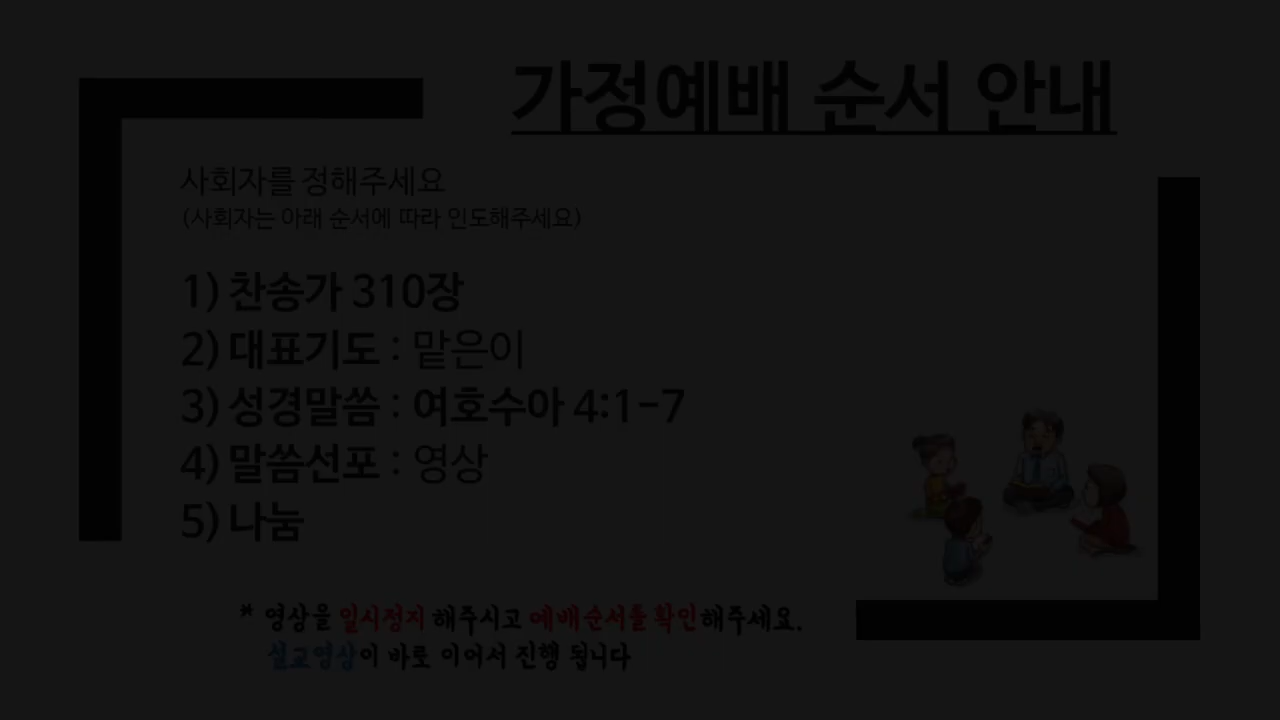 가정예배 순서 안내
사회자를 정해주세요
(사회자는 아래 순서에 따라 인도해주세요)
1) 찬송가 310장
2) 대표기도 : 맡은이
3) 성경말씀 : 여호수아 4:1-7
4) 말씀선포 : 영상
5) 나눔
* 영상을 일시정지 해주시고 예배순서를 확인해주세요.
설교영상이 바로 이어서 진행 됩니다